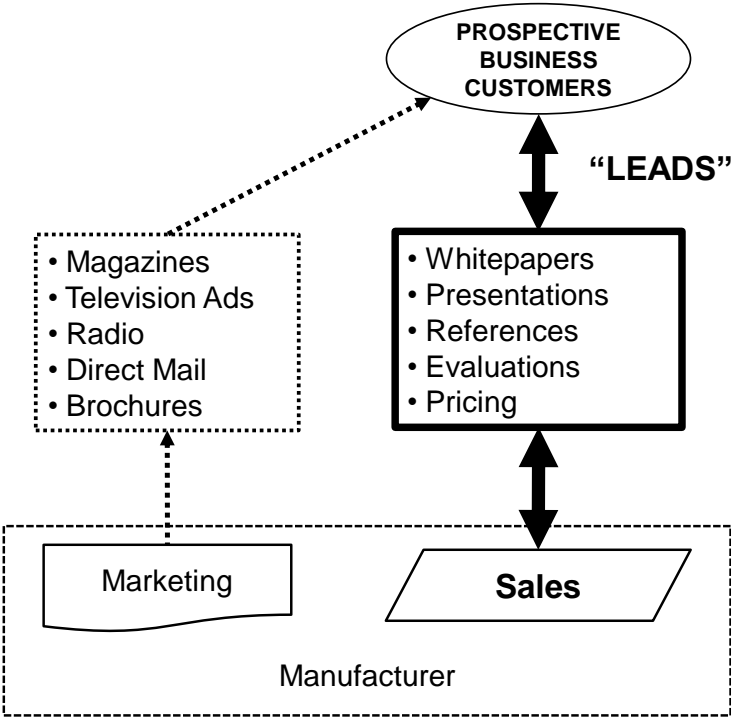 PROSPECTIVE
BUSINESS
CUSTOMERS
“LEADS”
• Magazines
• Television Ads
• Radio
• Direct Mail
• Brochures
• Whitepapers
• Presentations
• References
• Evaluations
• Pricing
Marketing
Sales
Manufacturer